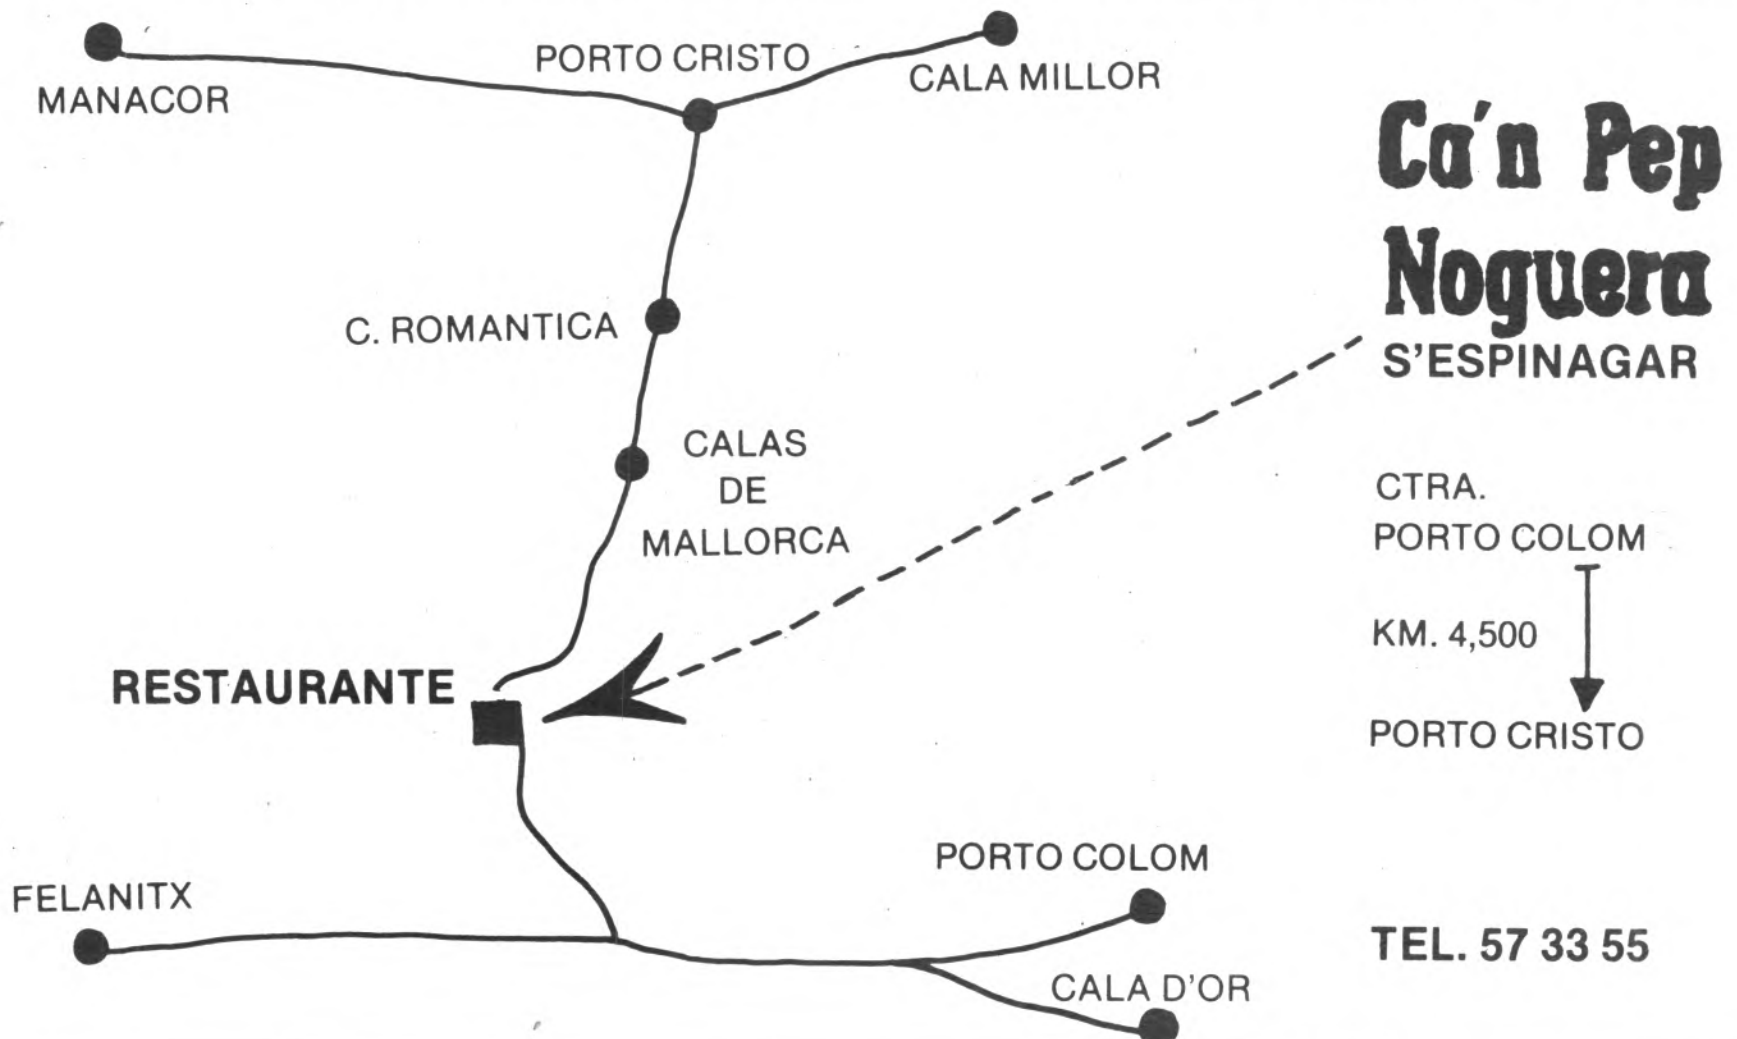 MANACOR
PORTO CRISTO
CALA MILLOR
C. ROMANTICA
CALAS
DE
MALLORCA
RESTAURANTE
FELANITX
PORTO COLOM
CALA D'OR
Ca'n Pep
Noguera
S'ESPINAGAR
CTRA.
PORTO COLOM
KM. 4,500
PORTO CRISTO
TEL. 57 33 55